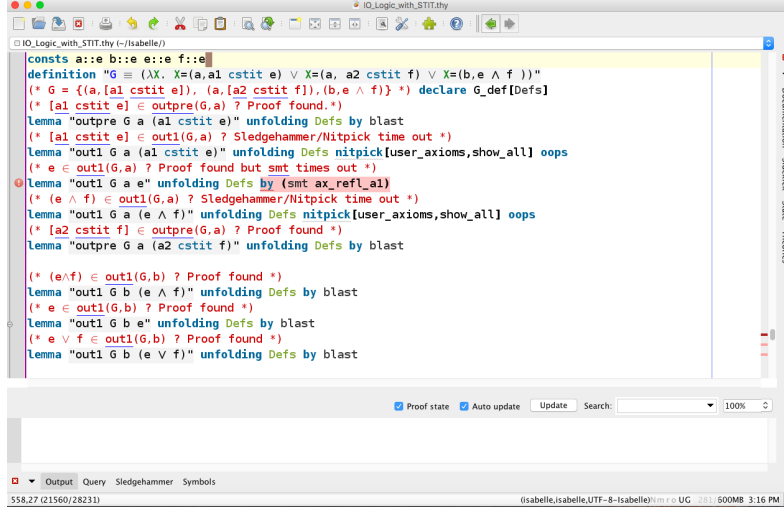 IO_Logic_with_STIT.thy
IO_Logic_with_STIT.thy (~/Isabelle/)
consts a::e b::e e::e f::e
definition "G ≡ (λX. X=(a,a1 cstit e) ∨ X=(a, a2 cstit f) ∨ X=(b,e ∧ f ))"
(* G = {(a,[a1 cstit e]), (a,[a2 cstit f]),(b,e ∧ f)} *) declare G_def[Defs]
(* [a1 cstit e] ∈ outpre(G,a) ? Proof found.*)
lemma "outpre G a (a1 cstit e)" unfolding Defs by blast
(* [a1 cstit e] ∈ out1(G,a) ? Sledgehammer/Nitpick time out *)
lemma "out1 G a (a1 cstit e)" unfolding Defs nitpick[user_axioms,show_all] oops
(* e ∈ out1(G,a) ? Proof found but smt times out *)
lemma "out1 G a e" unfolding Defs by (smt ax_refl_a1)
(* (e ∧ f) ∈ out1(G,a) ? Sledgehammer/Nitpick time out *)
lemma "out1 G a (e ∧ f)" unfolding Defs nitpick[user_axioms,show_all] oops
(* [a2 cstit f] ∈ outpre(G,a) ? Proof found *)
lemma "outpre G a (a2 cstit f)" unfolding Defs by blast
(* (e∧f) ∈ out1(G,b) ? Proof found *)
lemma "out1 G b (e ∧ f)" unfolding Defs by blast
(* e ∈ out1(G,b) ? Proof found *)
lemma "out1 G b e" unfolding Defs by blast
(* e ∨ f ∈ out1(G,b) ? Proof found *)
lemma "out1 G b (e ∨ f)" unfolding Defs by blast
Proof state Auto update Update Search: 100%
Output Query Sledgehammer Symbols
558,27 (21560/28231) (isabelle,isabelle,UTF-8-Isabelle)N m r o UG 281/600MB 3:16 PM